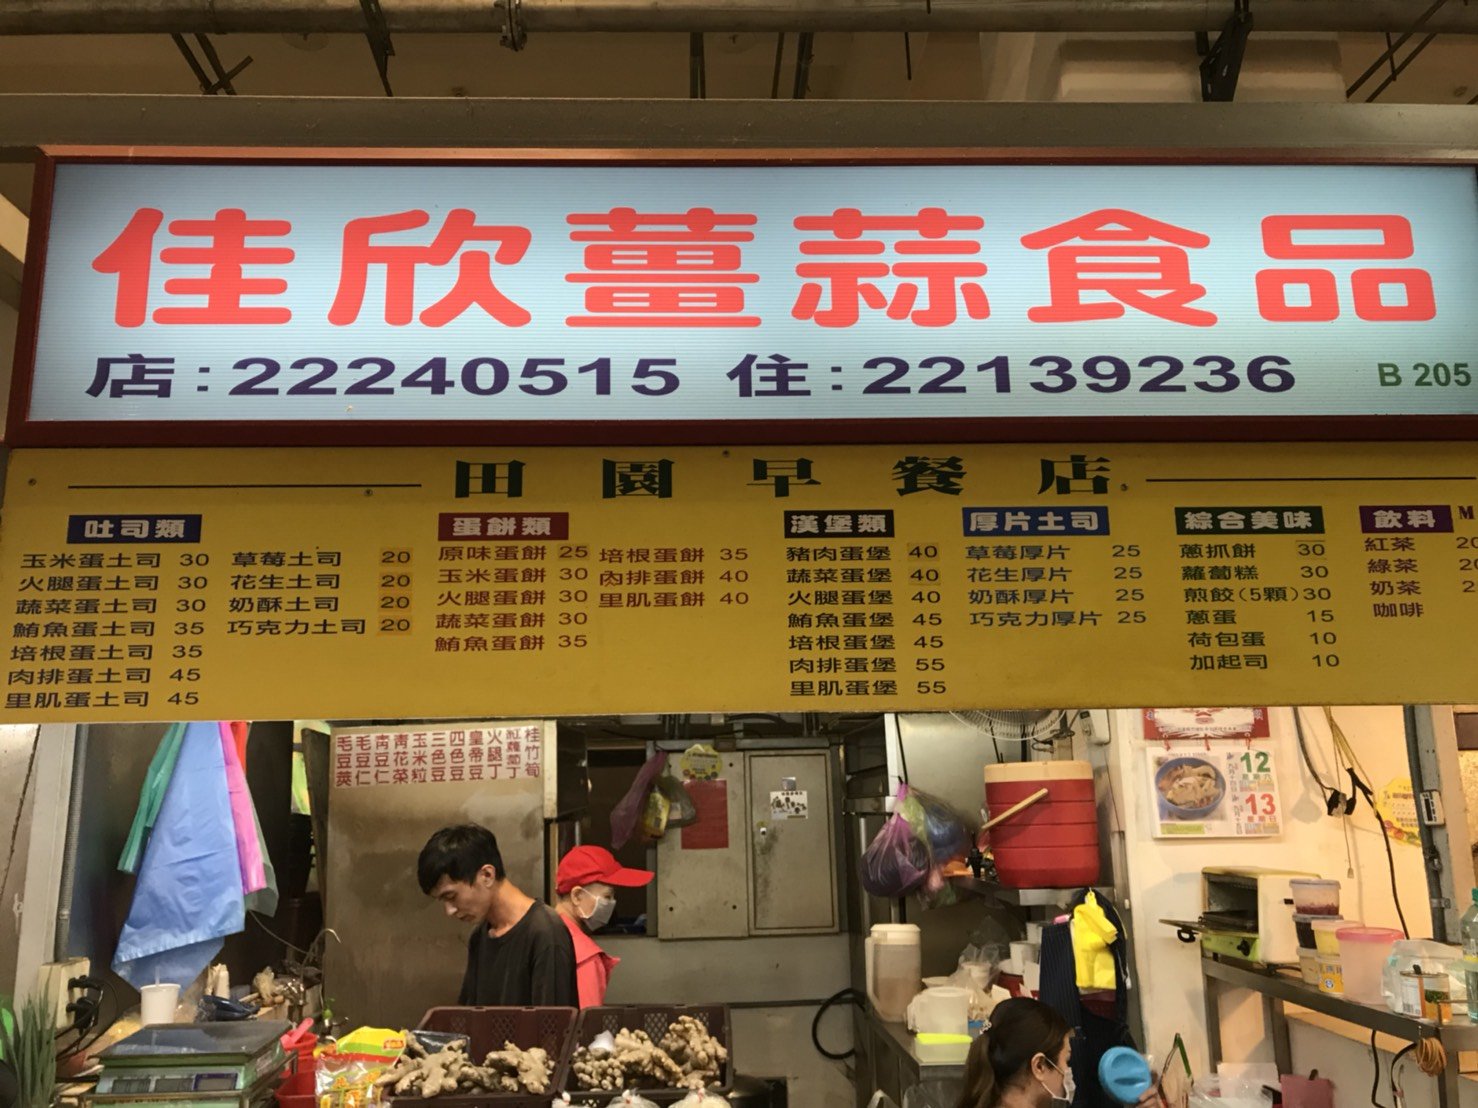 佳欣薑蒜食品
店:22240515 住:22139236 B 205
田園早餐店
吐司類
玉米蛋土司 30
火腿蛋土司 30
蔬菜蛋土司 30
鮪魚蛋土司 35
培根蛋土司 35
肉排蛋土司 45
里肌蛋土司 45
草莓土司 20
花生土司 20
奶酥土司 20
巧克力土司 20
蛋餅類
原味蛋餅 25
玉米蛋餅 30
火腿蛋餅 30
蔬菜蛋餅 30
鮪魚蛋餅 35
培根蛋餅 35
肉排蛋餅 40
里肌蛋餅 40
漢堡類
豬肉蛋堡 40
蔬菜蛋堡 40
火腿蛋堡 40
鮪魚蛋堡 45
培根蛋堡 45
肉排蛋堡 55
里肌蛋堡 55
厚片土司
草莓厚片 25
花生厚片 25
奶酥厚片 25
巧克力厚片 25
綜合美味
蔥抓餅 30
蘿蔔糕 30
煎餃(5顆)30
蔥蛋 15
荷包蛋 10
加起司 10
飲料 M
紅茶 20
綠茶
奶茶
咖啡
毛豆莢
毛豆仁
青豆仁
青花菜
玉米粒
三色豆
四色豆
皇帝豆
火腿丁
紅蘿蔔丁
桂竹筍
12
星期六
13
星期日